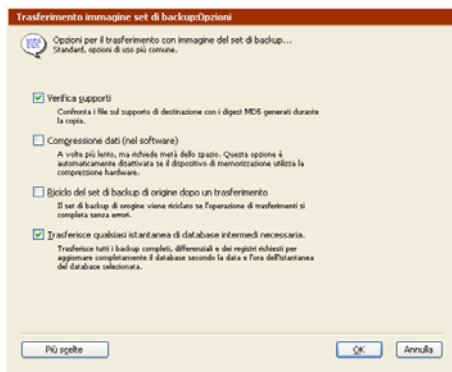 Trasferimento immagine set di backup:Opzioni
Opzioni per il trasferimento con immagine del set di backup...
Standard, opzioni di uso più comune.
Verifica supporti
Confronta i file sul supporto di destinazione con i digest MD5 generati durante
la copia.
Compressione dati (nel software)
A volte più lento, ma richiede metà dello spazio. Questa opzione è
automaticamente disattivata se il dispositivo di memorizzazione utilizza la
compressione hardware.
Riciclo del set di backup di origine dopo un trasferimento
Il set di backup di orogine viene riciclato se l'operazione di trasferimenti si
completa senza errori.
Trasferisce qualsiasi istantanea di database intermedi necessaria.
Trasferisce tutti i backup completi, differenziali e dei registri richiesti per
aggiornare completamente il database secondo la data e l'ora dell'istantanea
del database selezionata.
Più scelte
OK
Annulla